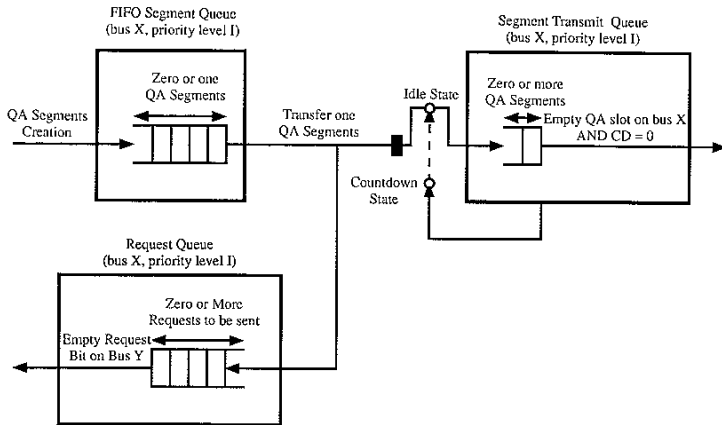 FIFO Segment Queue
(bus X, priority level I)
Zero or one
QA Segments
QA Segments
Creation
Transfer one
QA Segments
Idle State
Countdown
State
Segment Transmit Queue
(bus X, priority level I)
Zero or more
QA Segments
Empty QA slot on bus X
AND CD = 0
Request Queue
(bus X, priority level I)
Zero or More
Requests to be sent
Empty Request
Bit on Bus Y